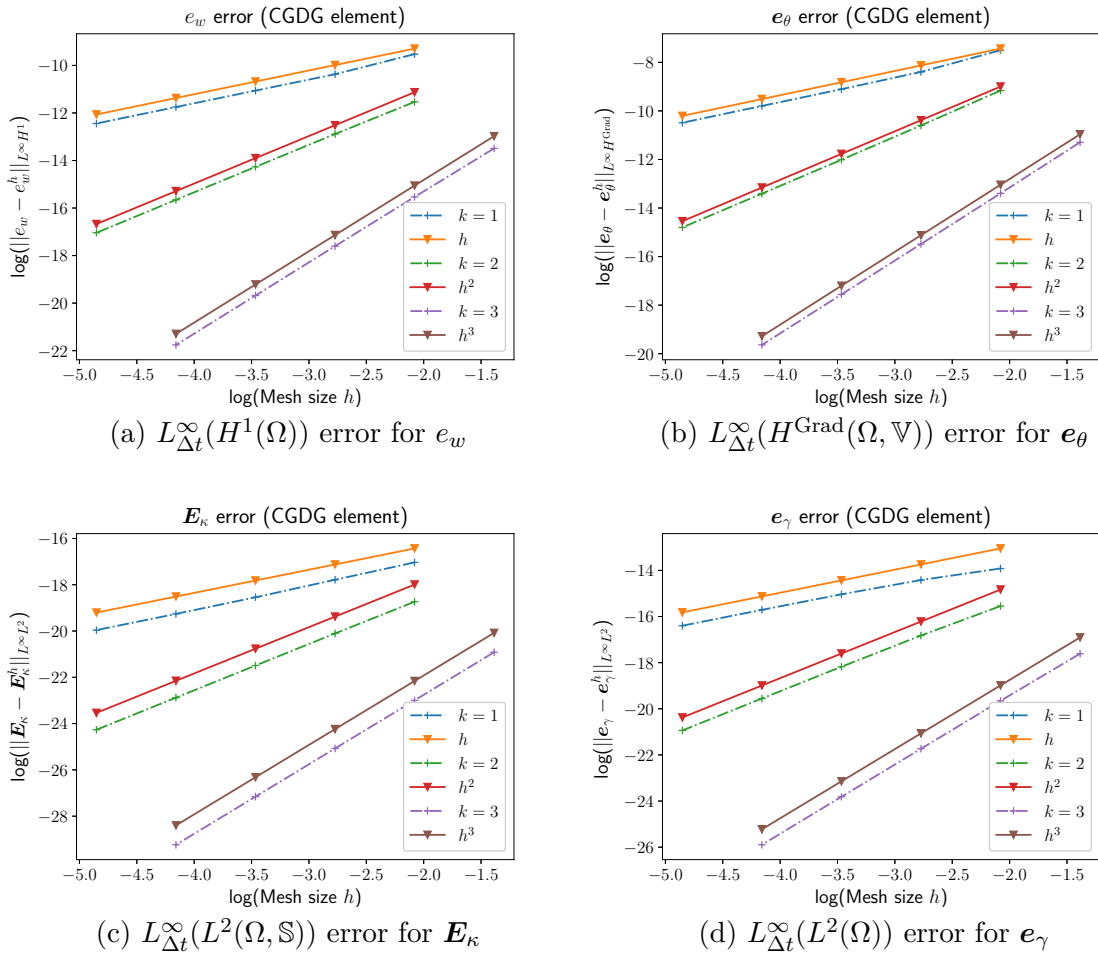 e_w error (CGDG element)
log(||e_w − e_w^h||_{L^∞H^1})
−10
−12
−14
−16
−18
−20
−22
k = 1
h
k = 2
h^2
k = 3
h^3
−5.0 −4.5 −4.0 −3.5 −3.0 −2.5 −2.0 −1.5
log(Mesh size h)
(a) L^∞_{Δt}(H^1(Ω)) error for e_w
e_θ error (CGDG element)
log(||e_θ − e_θ^h||_{L^∞H^{Grad}})
−8
−10
−12
−14
−16
−18
−20
k = 1
h
k = 2
h^2
k = 3
h^3
−5.0 −4.5 −4.0 −3.5 −3.0 −2.5 −2.0 −1.5
log(Mesh size h)
(b) L^∞_{Δt}(H^{Grad}(Ω, 𝕍)) error for e_θ
E_κ error (CGDG element)
log(||E_κ − E_κ^h||_{L^∞L^2})
−16
−18
−20
−22
−24
−26
−28
k = 1
h
k = 2
h^2
k = 3
h^3
−5.0 −4.5 −4.0 −3.5 −3.0 −2.5 −2.0 −1.5
log(Mesh size h)
(c) L^∞_{Δt}(L^2(Ω, 𝕊)) error for E_κ
e_γ error (CGDG element)
log(||e_γ − e_γ^h||_{L^∞L^2})
−14
−16
−18
−20
−22
−24
−26
k = 1
h
k = 2
h^2
k = 3
h^3
−5.0 −4.5 −4.0 −3.5 −3.0 −2.5 −2.0 −1.5
log(Mesh size h)
(d) L^∞_{Δt}(L^2(Ω)) error for e_γ